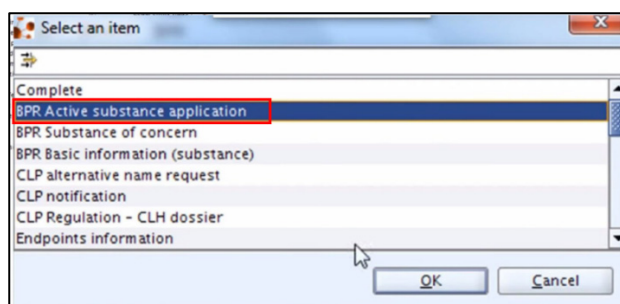 Select an item
Complete
BPR Active substance application
BPR Substance of concern
BPR Basic information (substance)
CLP alternative name request
CLP notification
CLP Regulation - CLH dossier
Endpoints information
OK
Cancel